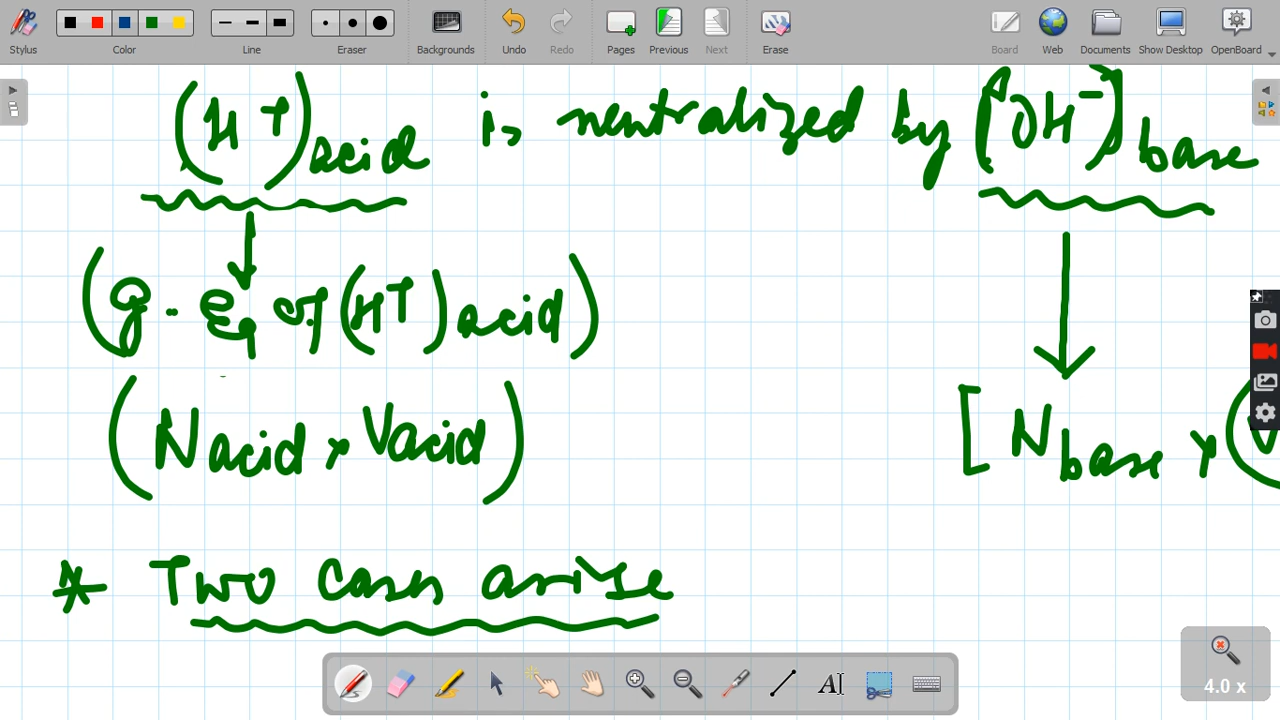 Stylus Color Line Eraser Backgrounds Undo Redo Pages Previous Next Erase Board Web Documents Show Desktop OpenBoard
(H+)acid is neutralized by [OH-]base
(g. Eq of (H+)acid)
(Nacid × Vacid) [Nbase × (V
* Two cases arise
4.0 x